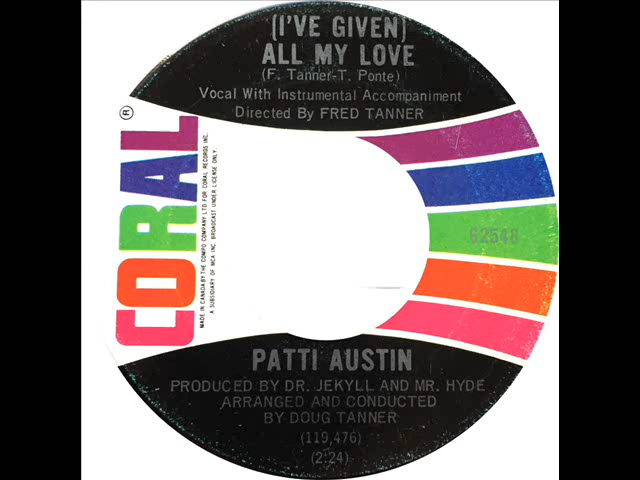 (I'VE GIVEN)
ALL MY LOVE
(F. Tanner-T. Ponte)
Vocal With Instrumental Accompaniment
Directed By FRED TANNER
®
CORAL
MADE IN CANADA BY THE COMPO COMPANY LTD FOR CORAL RECORDS INC.
A SUBSIDIARY OF MCA INC. BROADCAST UNDER LICENSE ONLY.
62548
PATTI AUSTIN
PRODUCED BY DR. JEKYLL AND MR. HYDE
ARRANGED AND CONDUCTED
BY DOUG TANNER
(119,476)
(2:24)